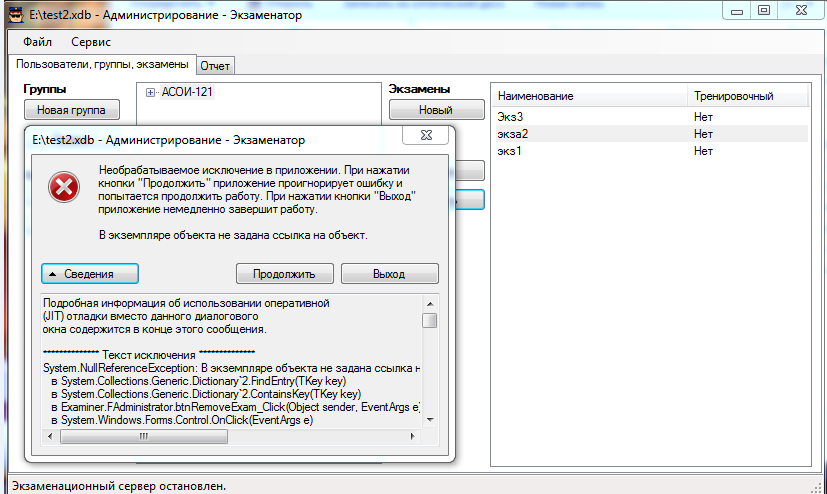 E:\test2.xdb - Администрирование - Экзаменатор
Файл Сервис
Пользователи, группы, экзамены Отчет
Группы
Новая группа
АСОИ-121
Экзамены
Новый
Наименование Тренировочный
Экз3 Нет
экза2 Нет
экз1 Нет
E:\test2.xdb - Администрирование - Экзаменатор
Необрабатываемое исключение в приложении. При нажатии
кнопки "Продолжить" приложение проигнорирует ошибку и
попытается продолжить работу. При нажатии кнопки "Выход"
приложение немедленно завершит работу.
В экземпляре объекта не задана ссылка на объект.
Сведения Продолжить Выход
Подробная информация об использовании оперативной
(JIT) отладки вместо данного диалогового
окна содержится в конце этого сообщения.
************** Текст исключения **************
System.NullReferenceException: В экземпляре объекта не задана ссылка н
в System.Collections.Generic.Dictionary`2.FindEntry(TKey key)
в System.Collections.Generic.Dictionary`2.ContainsKey(TKey key)
в Examiner.FAdministrator.btnRemoveExam_Click(Object sender, EventArgs e)
в System.Windows.Forms.Control.OnClick(EventArgs e)
Экзаменационный сервер остановлен.